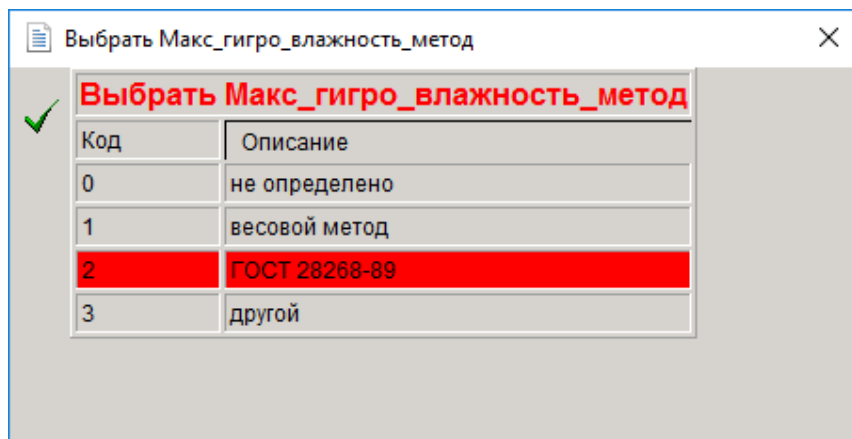 Выбрать Макс_гигро_влажность_метод
Выбрать Макс_гигро_влажность_метод
Код Описание
0 не определено
1 весовой метод
2 ГОСТ 28268-89
3 другой